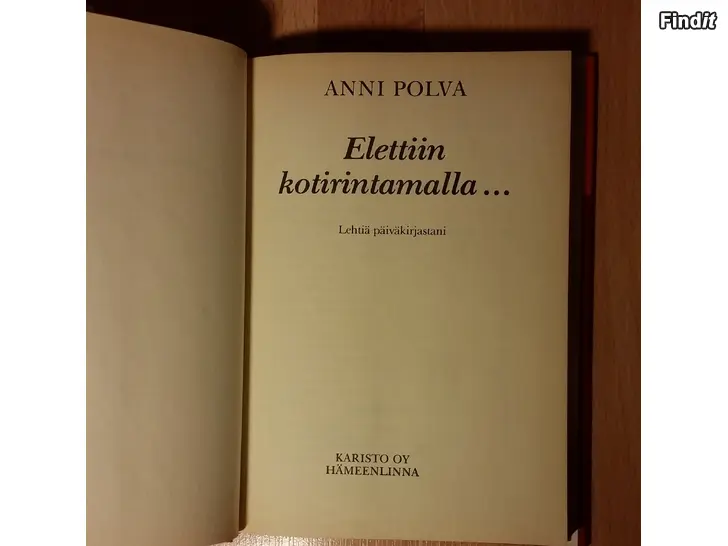 Findit
ANNI POLVA
Elettiin
kotirintamalla...
Lehtiä päiväkirjastani
KARISTO OY
HÄMEENLINNA